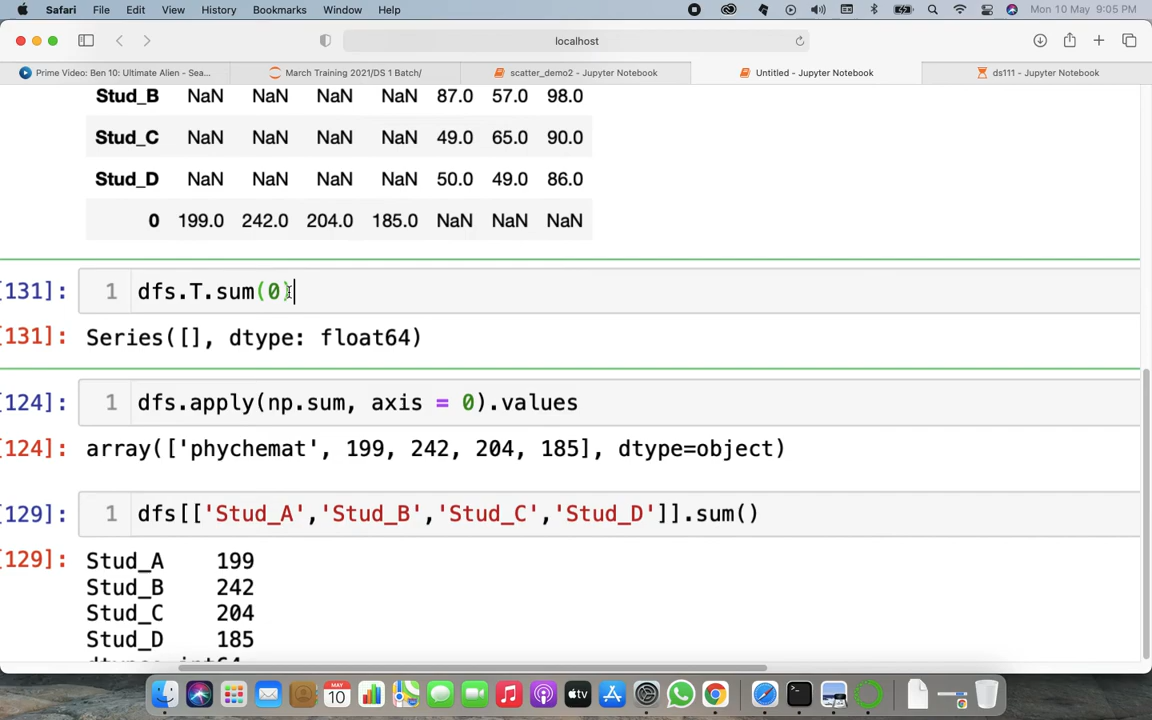 Safari File Edit View History Bookmarks Window Help Mon 10 May 9:05 PM
localhost
Prime Video: Ben 10: Ultimate Alien - Sea... March Training 2021/DS 1 Batch/ scatter_demo2 - Jupyter Notebook Untitled - Jupyter Notebook ds111 - Jupyter Notebook
Stud_B NaN NaN NaN NaN 87.0 57.0 98.0
Stud_C NaN NaN NaN NaN 49.0 65.0 90.0
Stud_D NaN NaN NaN NaN 50.0 49.0 86.0
0 199.0 242.0 204.0 185.0 NaN NaN NaN
[131]: 1 dfs.T.sum(0)
[131]: Series([], dtype: float64)
[124]: 1 dfs.apply(np.sum, axis = 0).values
[124]: array(['phychemat', 199, 242, 204, 185], dtype=object)
[129]: 1 dfs[['Stud_A','Stud_B','Stud_C','Stud_D']].sum()
[129]: Stud_A 199
Stud_B 242
Stud_C 204
Stud_D 185
dtype: int64
MAY 10 tv